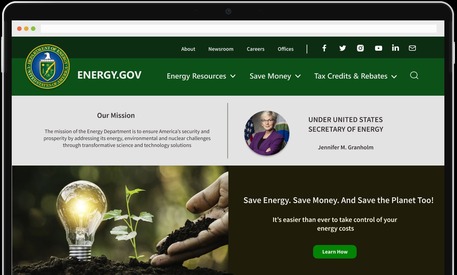 About Newsroom Careers Offices
ENERGY.GOV
Energy Resources Save Money Tax Credits & Rebates
Our Mission
The mission of the Energy Department is to ensure America's security and
prosperity by addressing its energy, environmental and nuclear challenges
through transformative science and technology solutions
UNDER UNITED STATES
SECRETARY OF ENERGY
Jennifer M. Granholm
Save Energy. Save Money. And Save the Planet Too!
It's easier than ever to take control of your
energy costs
Learn How